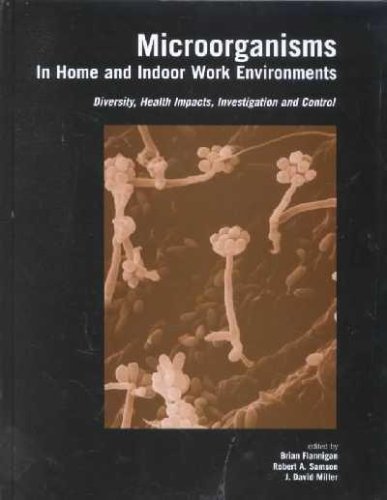 Microorganisms
In Home and Indoor Work Environments
Diversity, Health Impacts, Investigation and Control
edited by
Brian Flannigan
Robert A. Samson
J. David Miller